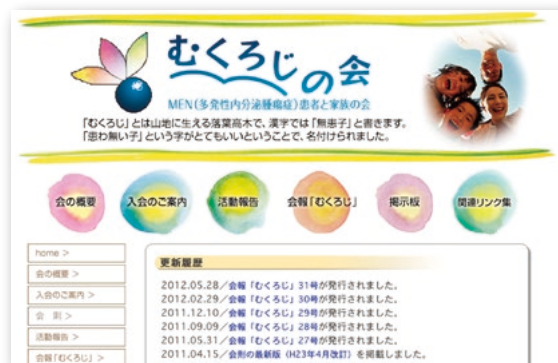 むくろじの会
MEN(多発性内分泌腫瘍症)患者と家族の会
「むくろじ」とは山地に生える落葉高木で、漢字では「無患子」と書きます。
「患わ無い子」という字がとてもいいということで、名付けられました。
会の概要 入会のご案内 活動報告 会報「むくろじ」 掲示板 関連リンク集
home >
会の概要 >
入会のご案内 >
会 則 >
活動報告 >
会報「むくろじ」 >
更新履歴
2012.05.28/会報「むくろじ」31号が発行されました。
2012.02.29/会報「むくろじ」30号が発行されました。
2011.12.10/会報「むくろじ」29号が発行されました。
2011.09.09/会報「むくろじ」28号が発行されました。
2011.05.31/会報「むくろじ」27号が発行されました。
2011.04.15/会則の最新版(H23年4月改訂)を掲載しました。